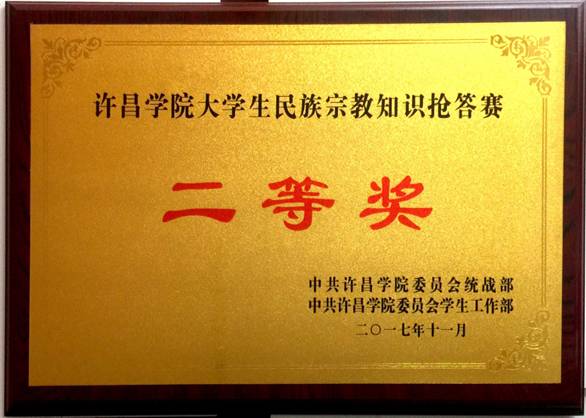 许昌学院大学生民族宗教知识抢答赛
二等奖
中共许昌学院委员会统战部
中共许昌学院委员会学生工作部
二〇一七年十一月